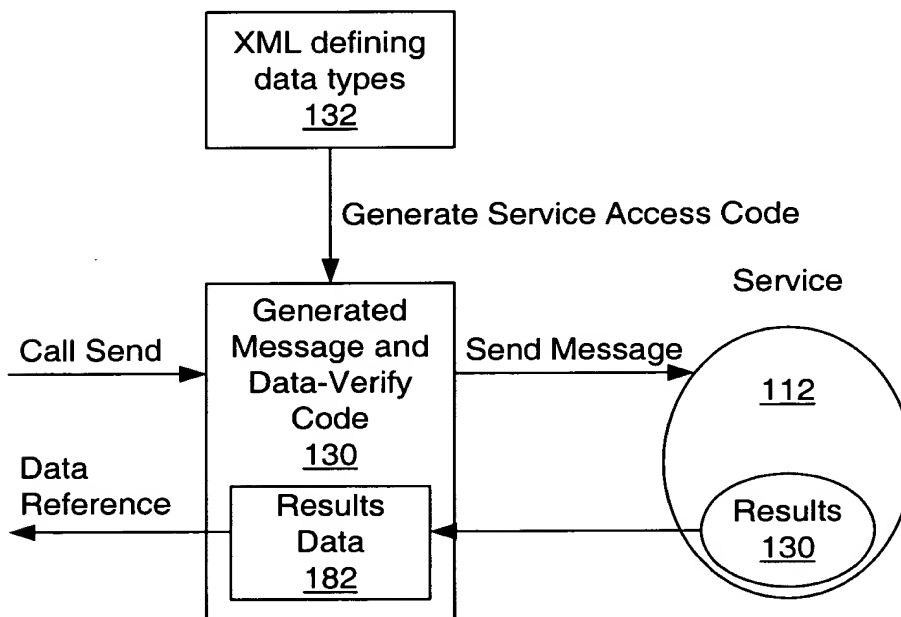 XML defining
data types
132
Generate Service Access Code
Service
Generated
Message and
Data-Verify
Code
130
Call Send
Send Message
112
Data
Reference
Results
Data
182
Results
130